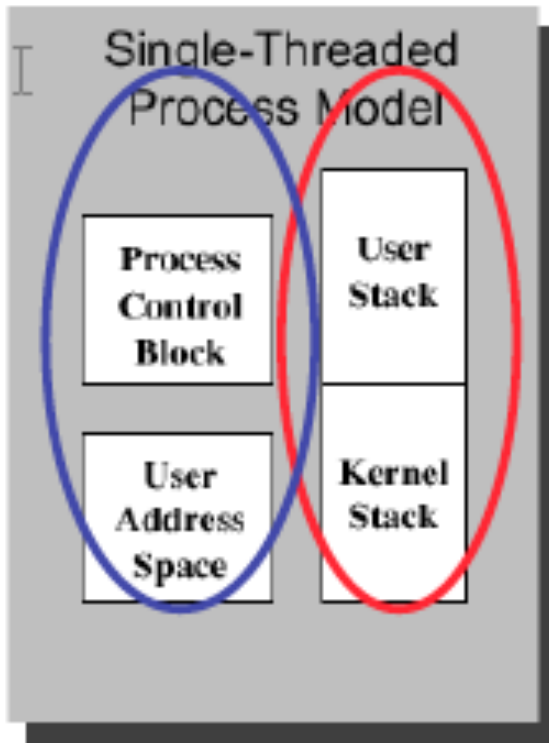 Single-Threaded
Process Model
Process
Control
Block
User
Address
Space
User
Stack
Kernel
Stack